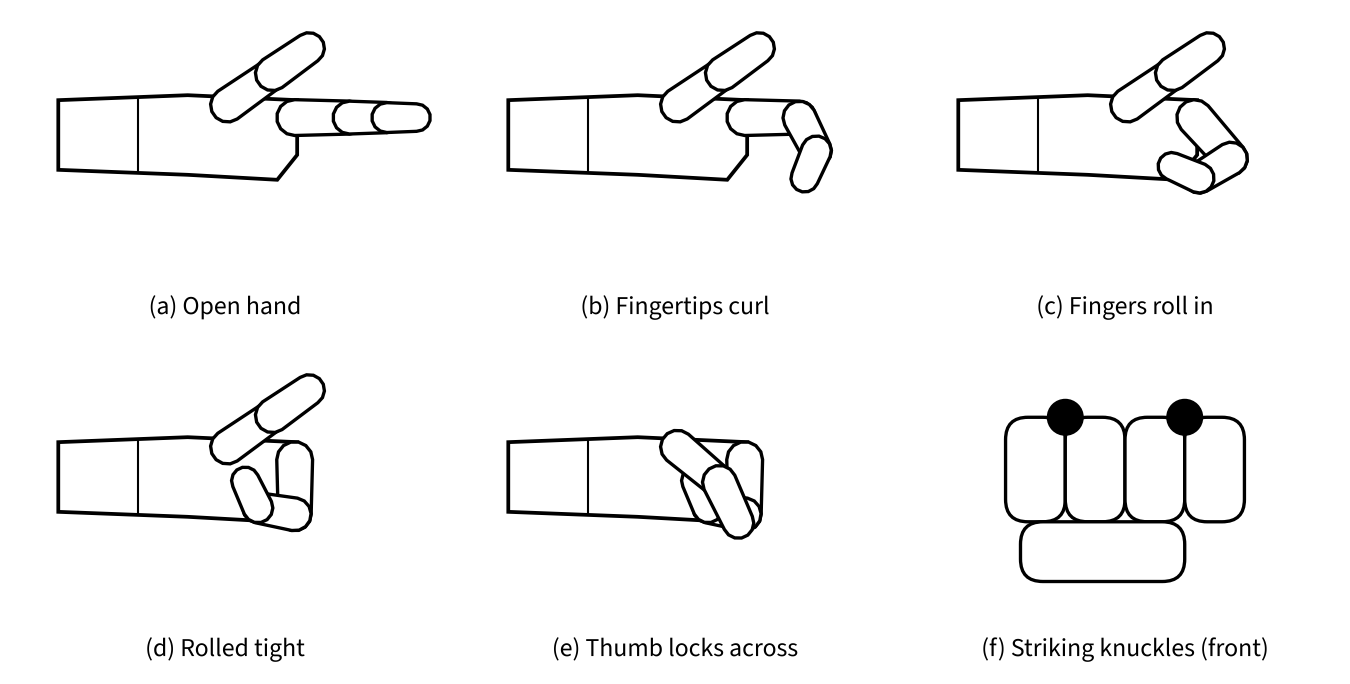 (a) Open hand
(b) Fingertips curl
(c) Fingers roll in
(d) Rolled tight
(e) Thumb locks across
(f) Striking knuckles (front)